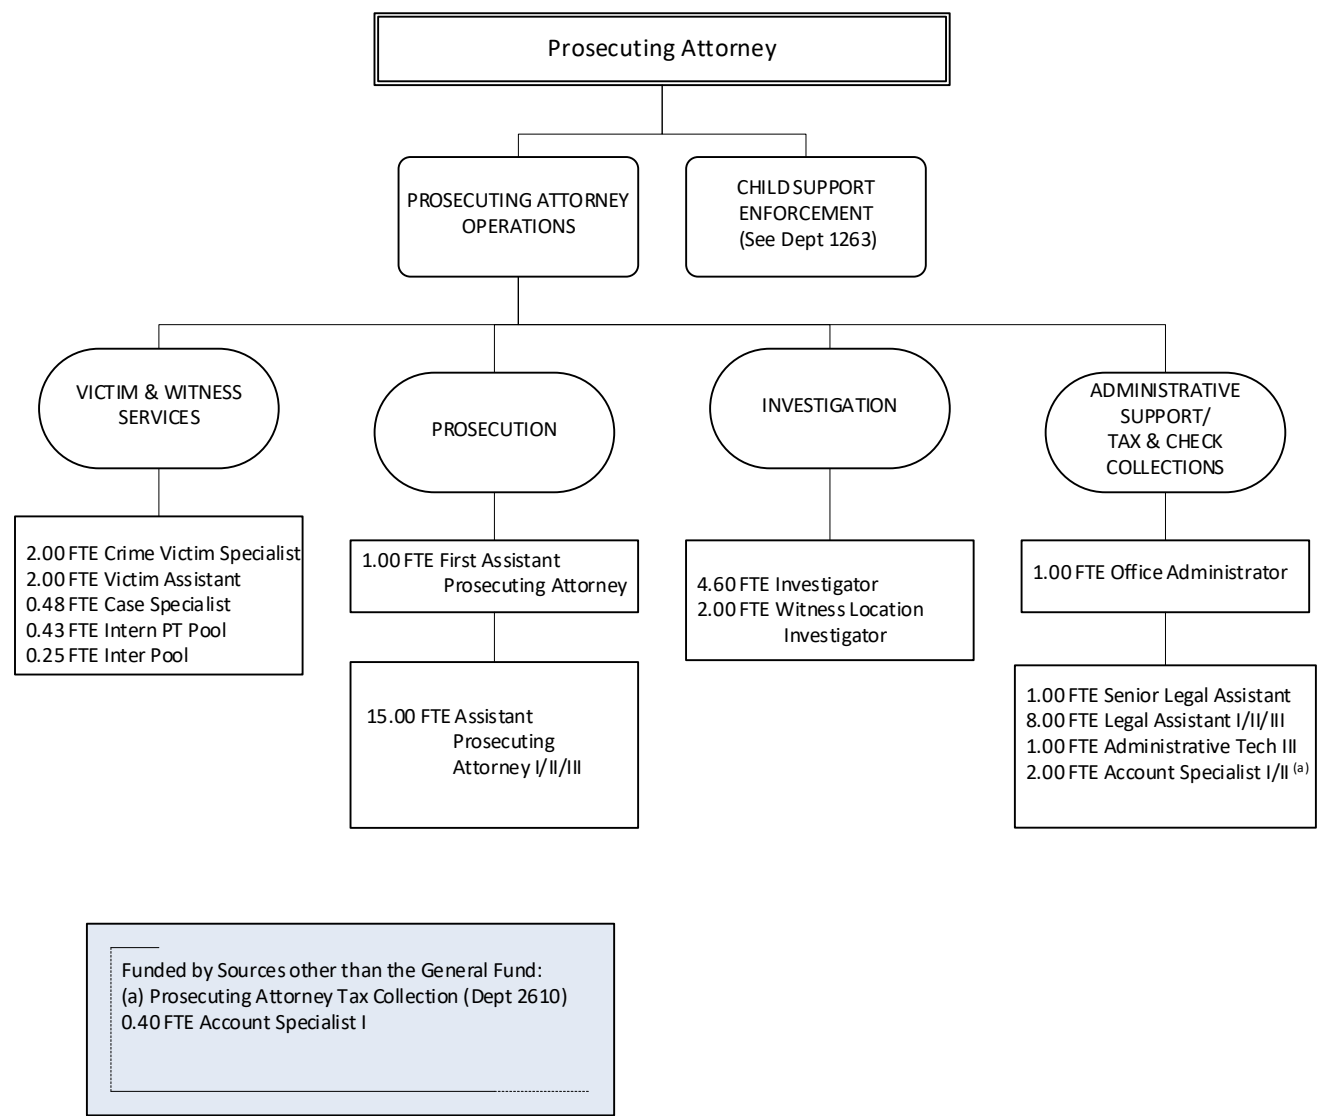 Prosecuting Attorney
PROSECUTING ATTORNEY
OPERATIONS
CHILD SUPPORT
ENFORCEMENT
(See Dept 1263)
VICTIM & WITNESS
SERVICES
PROSECUTION
INVESTIGATION
ADMINISTRATIVE
SUPPORT/
TAX & CHECK
COLLECTIONS
2.00 FTE Crime Victim Specialist
2.00 FTE Victim Assistant
0.48 FTE Case Specialist
0.43 FTE Intern PT Pool
0.25 FTE Inter Pool
1.00 FTE First Assistant
Prosecuting Attorney
15.00 FTE Assistant
Prosecuting
Attorney I/II/III
4.60 FTE Investigator
2.00 FTE Witness Location
Investigator
1.00 FTE Office Administrator
1.00 FTE Senior Legal Assistant
8.00 FTE Legal Assistant I/II/III
1.00 FTE Administrative Tech III
2.00 FTE Account Specialist I/II (a)
Funded by Sources other than the General Fund:
(a) Prosecuting Attorney Tax Collection (Dept 2610)
0.40 FTE Account Specialist I